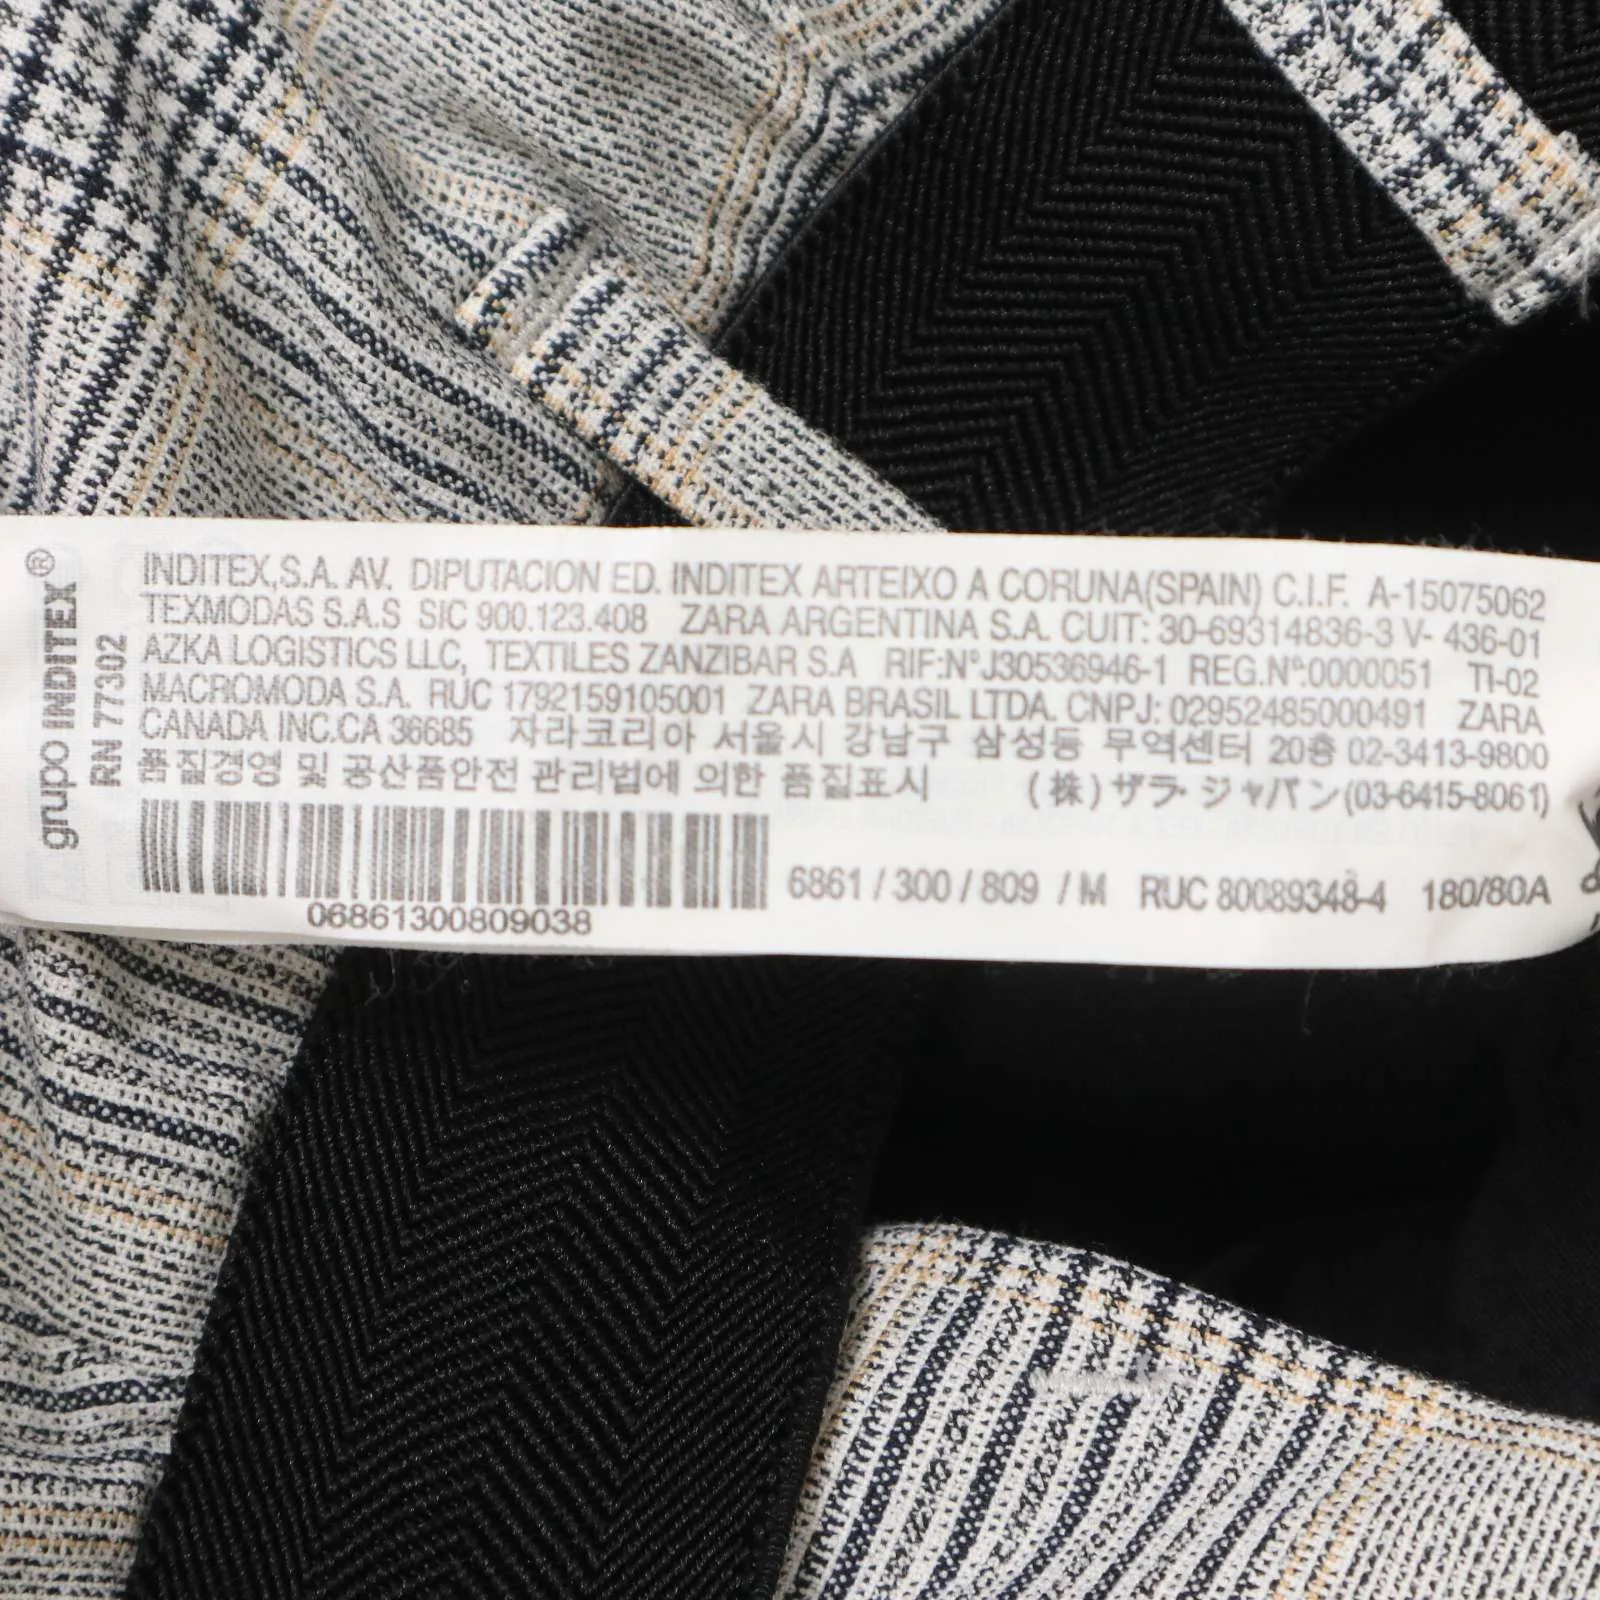 grupo INDITEX®
RN 77302
INDITEX,S.A. AV. DIPUTACION ED. INDITEX ARTEIXO A CORUNA(SPAIN) C.I.F. A-15075062
TEXMODAS S.A.S SIC 900.123.408 ZARA ARGENTINA S.A. CUIT: 30-69314836-3 V- 436-01
AZKA LOGISTICS LLC, TEXTILES ZANZIBAR S.A RIF:Nº J30536946-1 REG.Nº:0000051 TI-02
MACROMODA S.A. RUC 1792159105001 ZARA BRASIL LTDA. CNPJ: 02952485000491 ZARA
CANADA INC.CA 36685 자라코리아 서울시 강남구 삼성동 무역센터 20층 02-3413-9800
품질경영 및 공산품안전 관리법에 의한 품질표시 (株)ザラ・ジャパン(03-6415-8061)
6861 / 300 / 809 / M RUC 80089348-4 180/80A
06861300809038